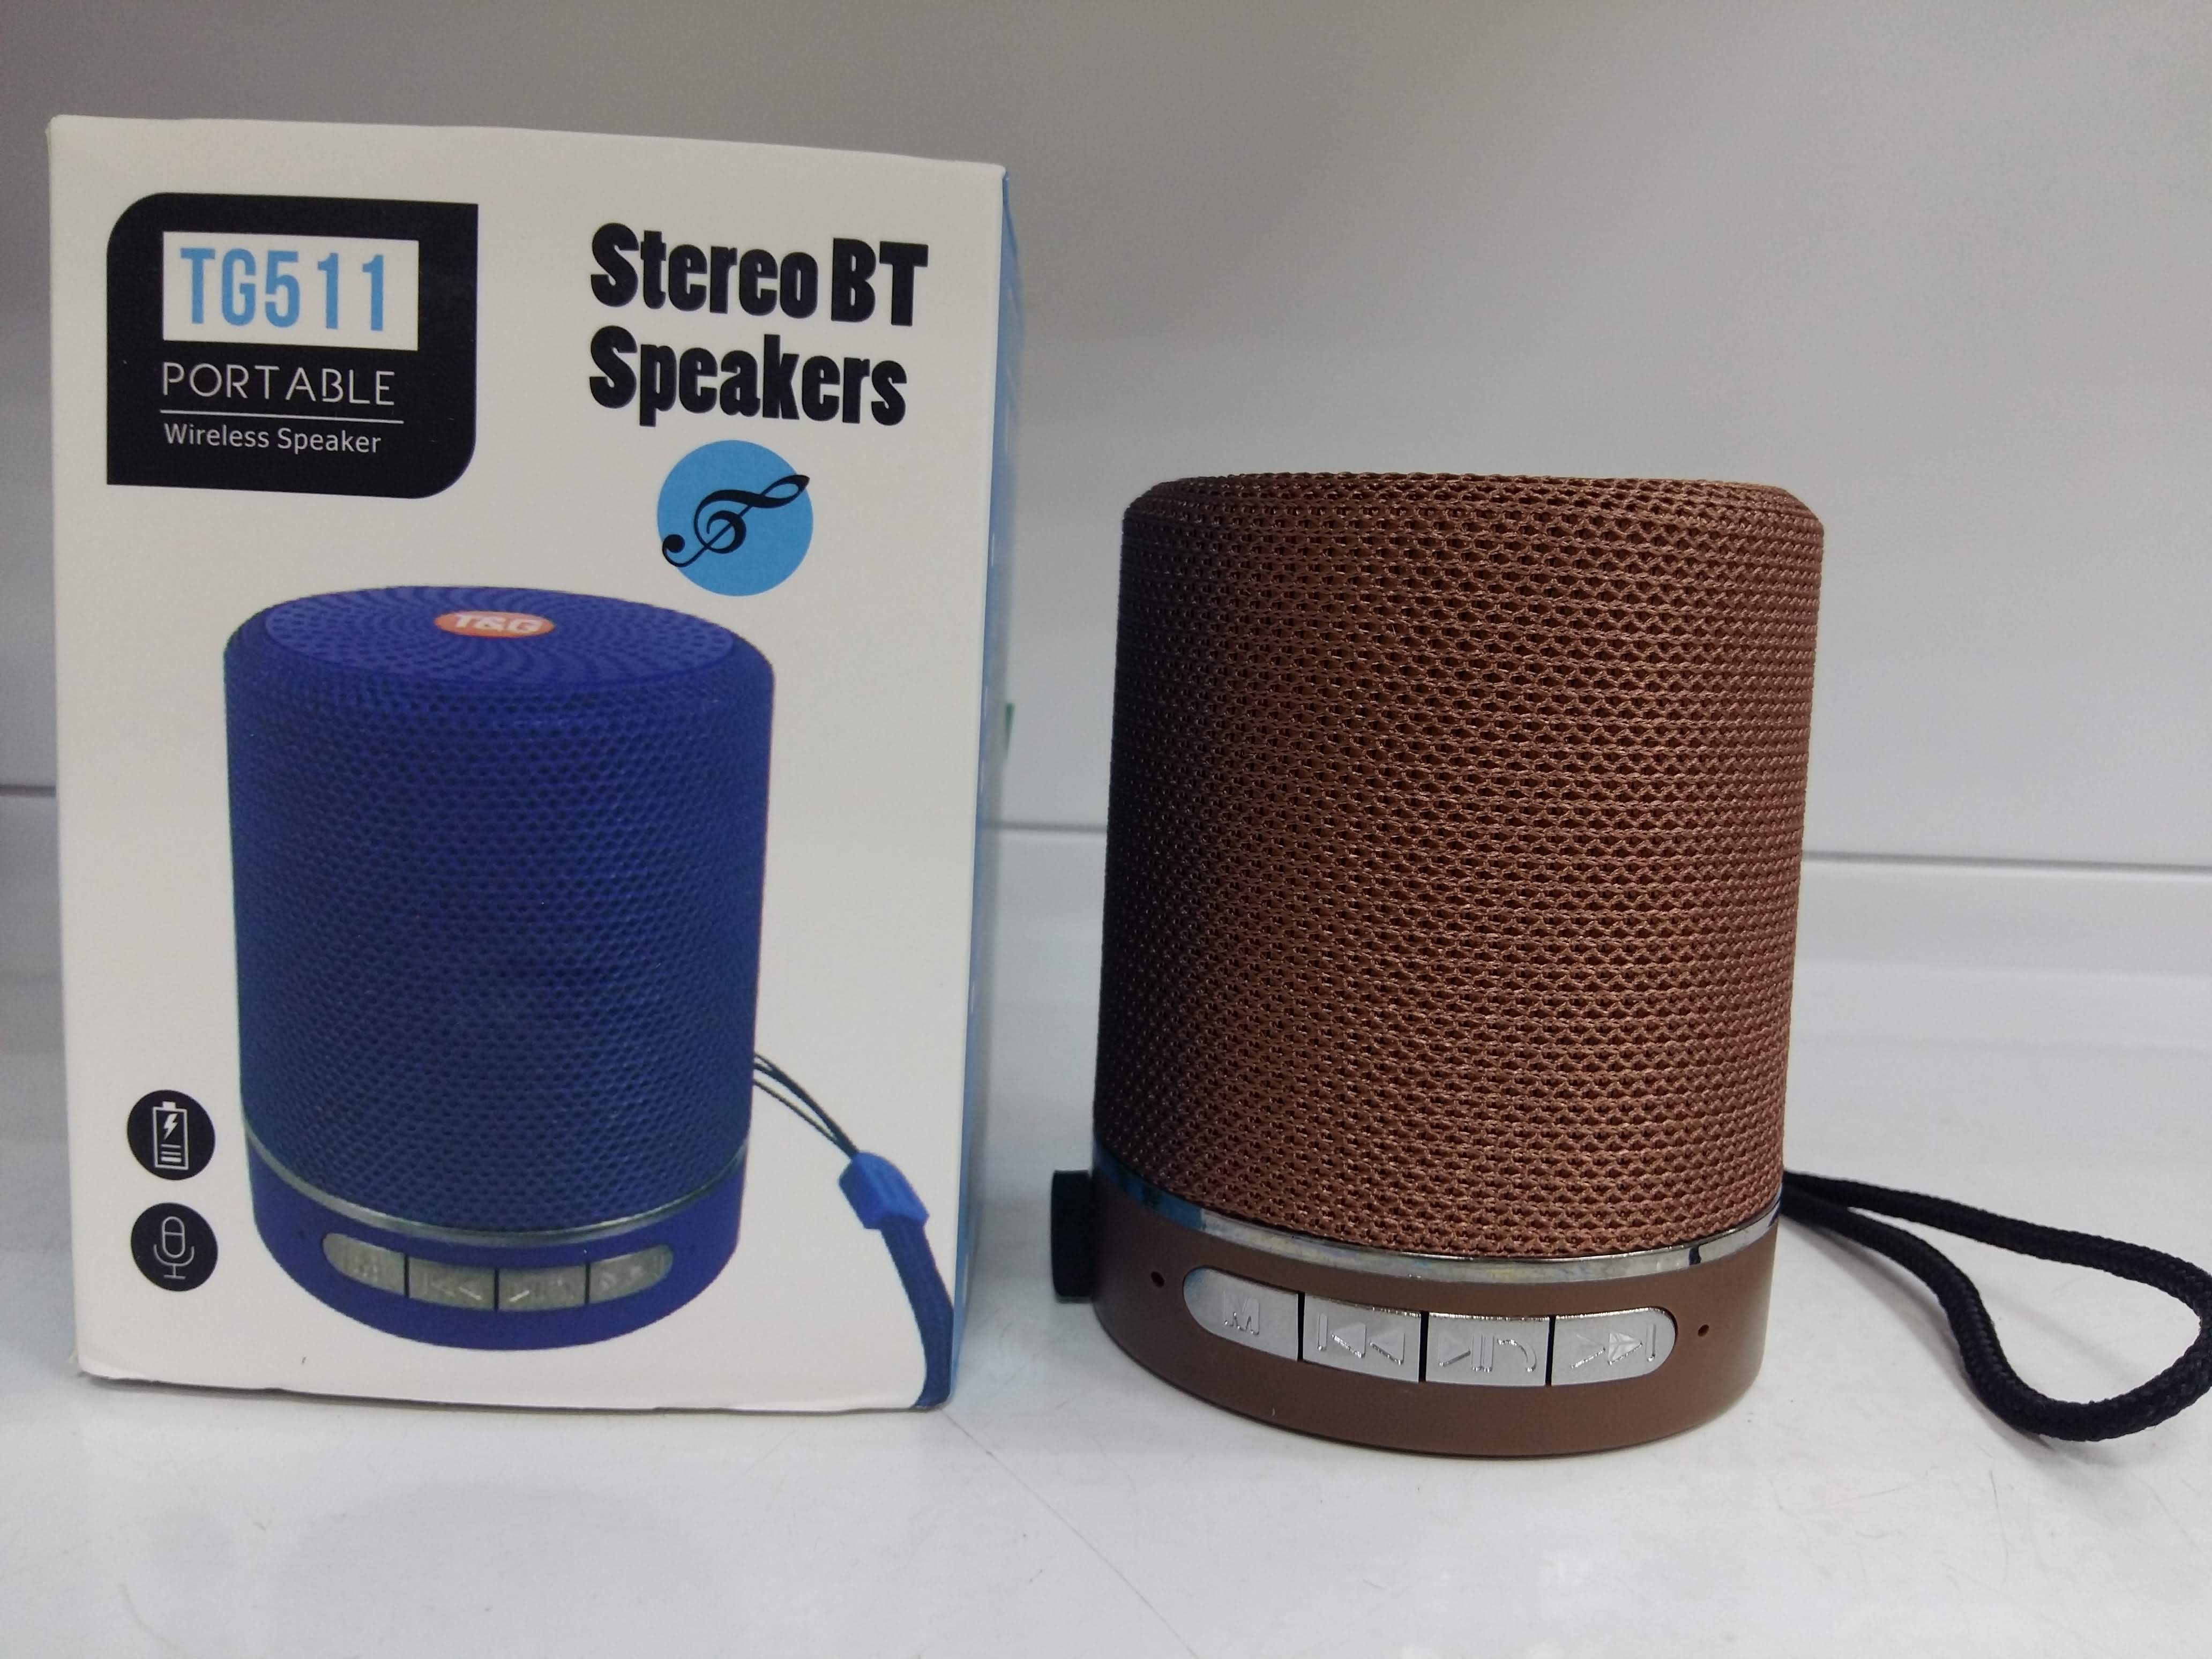 TG511
PORTABLE
Wireless Speaker
Stereo BT
Speakers
T&G
M